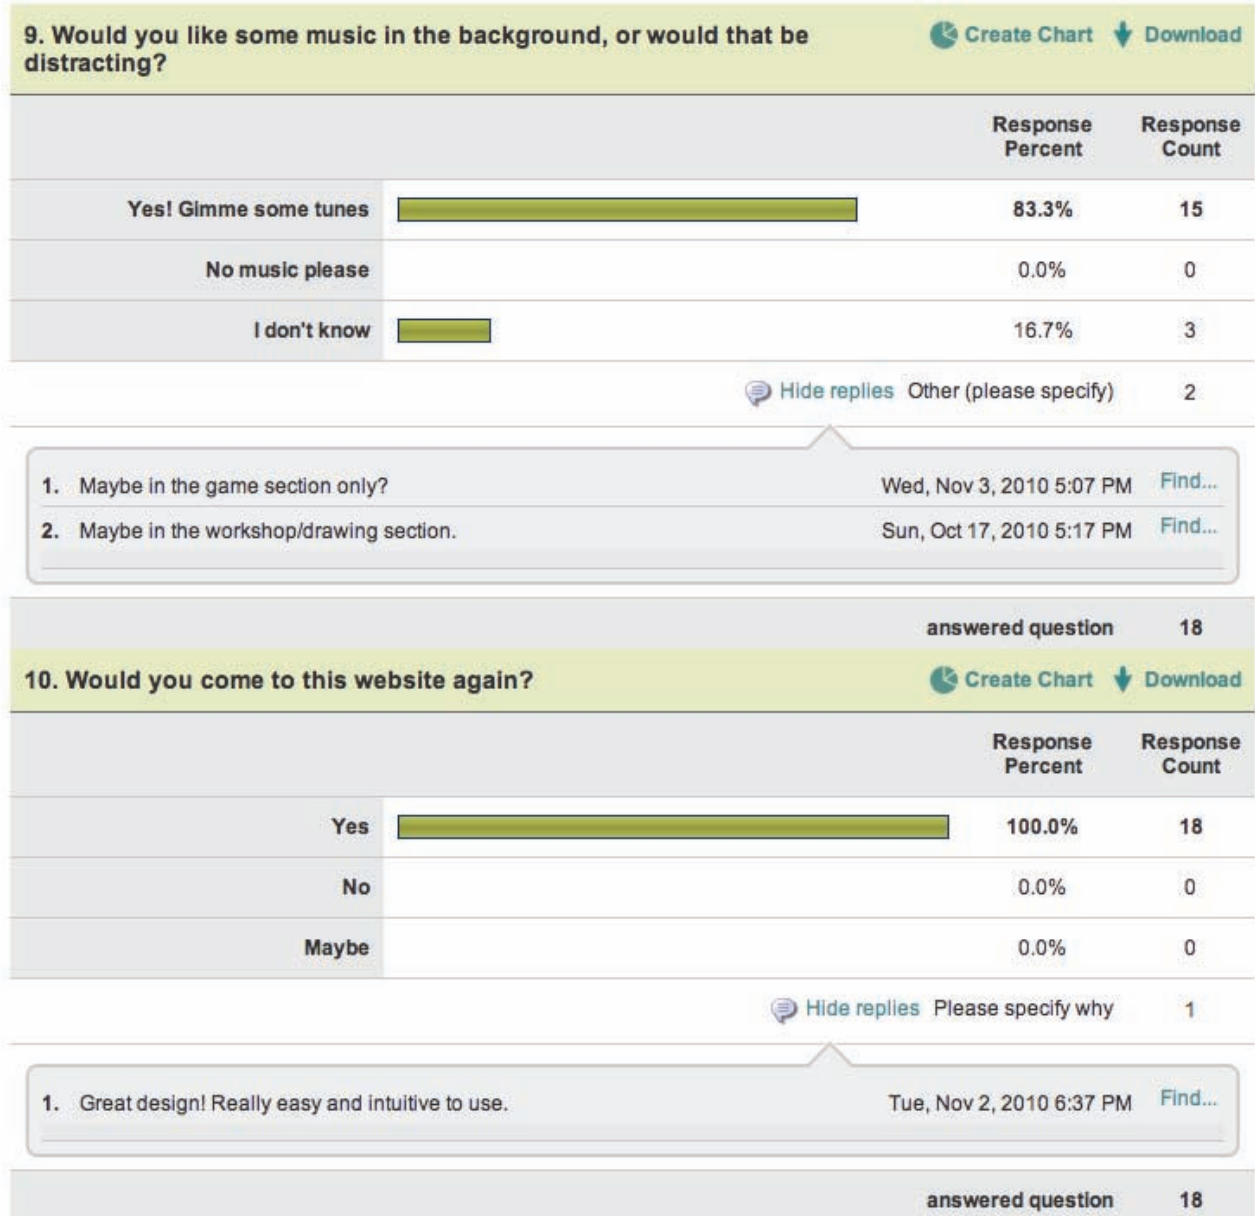 9. Would you like some music in the background, or would that be distracting?
Create Chart Download
Response Percent Response Count
Yes! Gimme some tunes 83.3% 15
No music please 0.0% 0
I don't know 16.7% 3
Hide replies Other (please specify) 2
1. Maybe in the game section only? Wed, Nov 3, 2010 5:07 PM Find...
2. Maybe in the workshop/drawing section. Sun, Oct 17, 2010 5:17 PM Find...
answered question 18
10. Would you come to this website again? Create Chart Download
Response Percent Response Count
Yes 100.0% 18
No 0.0% 0
Maybe 0.0% 0
Hide replies Please specify why 1
1. Great design! Really easy and intuitive to use. Tue, Nov 2, 2010 6:37 PM Find...
answered question 18